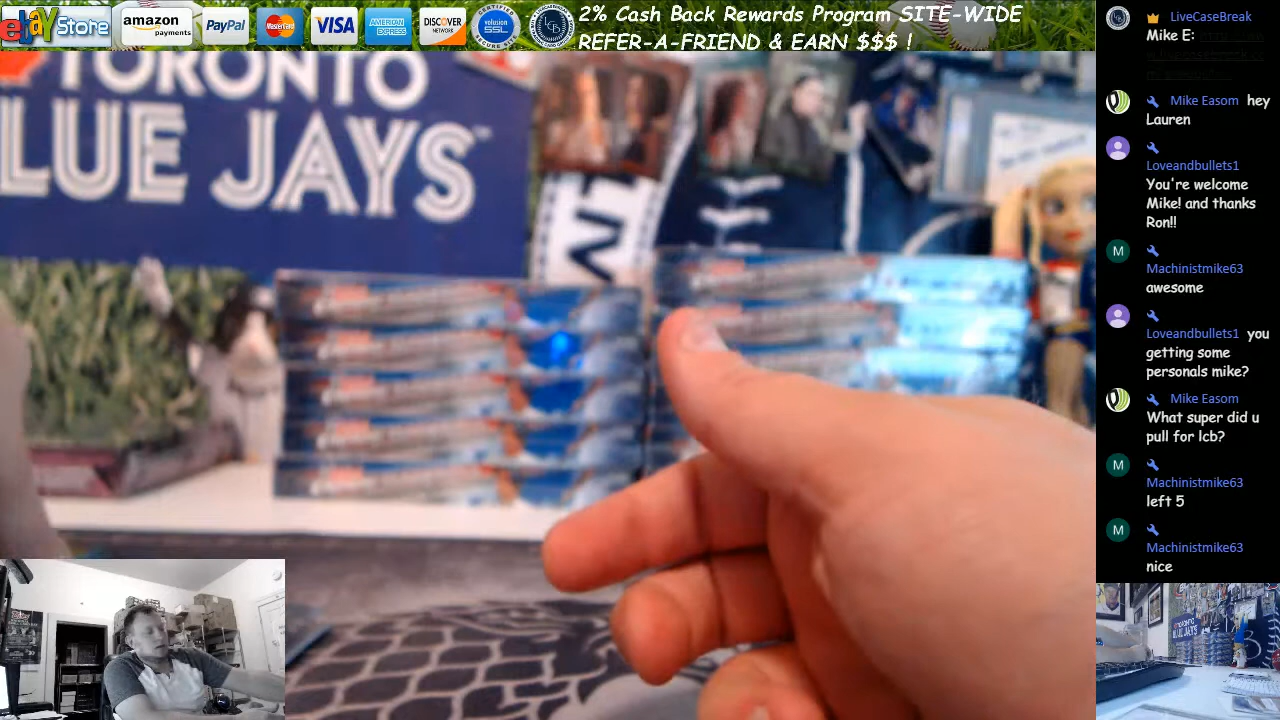 ebay Store
amazon payments
PayPal
MasterCard
VISA
AMERICAN EXPRESS
DISCOVER NETWORK
2% Cash Back Rewards Program SITE-WIDE
REFER-A-FRIEND & EARN $$$ !
TORONTO
BLUE JAYS
LiveCaseBreak
Mike E:
Mike Easom hey
Lauren
Loveandbullets1
You're welcome
Mike! and thanks
Ron!!
M
Machinistmike63
awesome
Loveandbullets1 you
getting some
personals mike?
Mike Easom
What super did u
pull for lcb?
M
Machinistmike63
left 5
M
Machinistmike63
nice